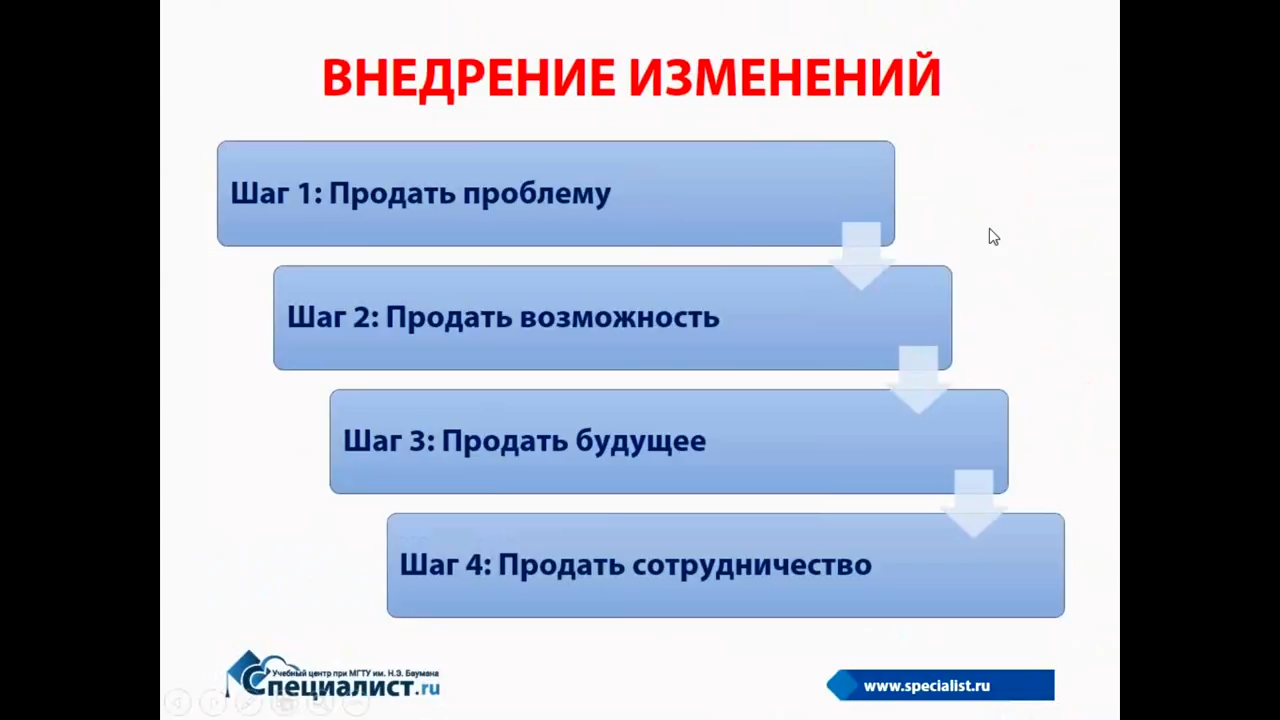 ВНЕДРЕНИЕ ИЗМЕНЕНИЙ
Шаг 1: Продать проблему
Шаг 2: Продать возможность
Шаг 3: Продать будущее
Шаг 4: Продать сотрудничество
Учебный центр при МГТУ им. Н.Э. Баумана
Специалист.ru
www.specialist.ru